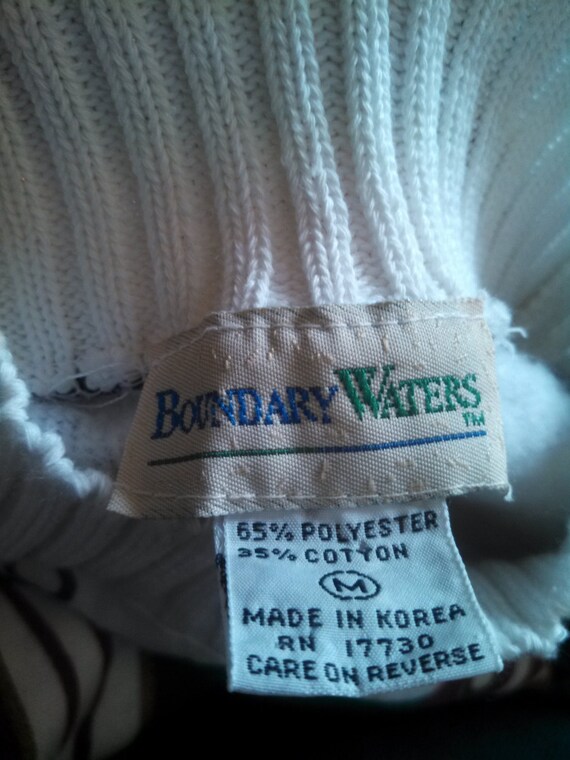 BOUNDARY WATERS TM
65% POLYESTER
35% COTTON
M
MADE IN KOREA
RN 17730
CARE ON REVERSE